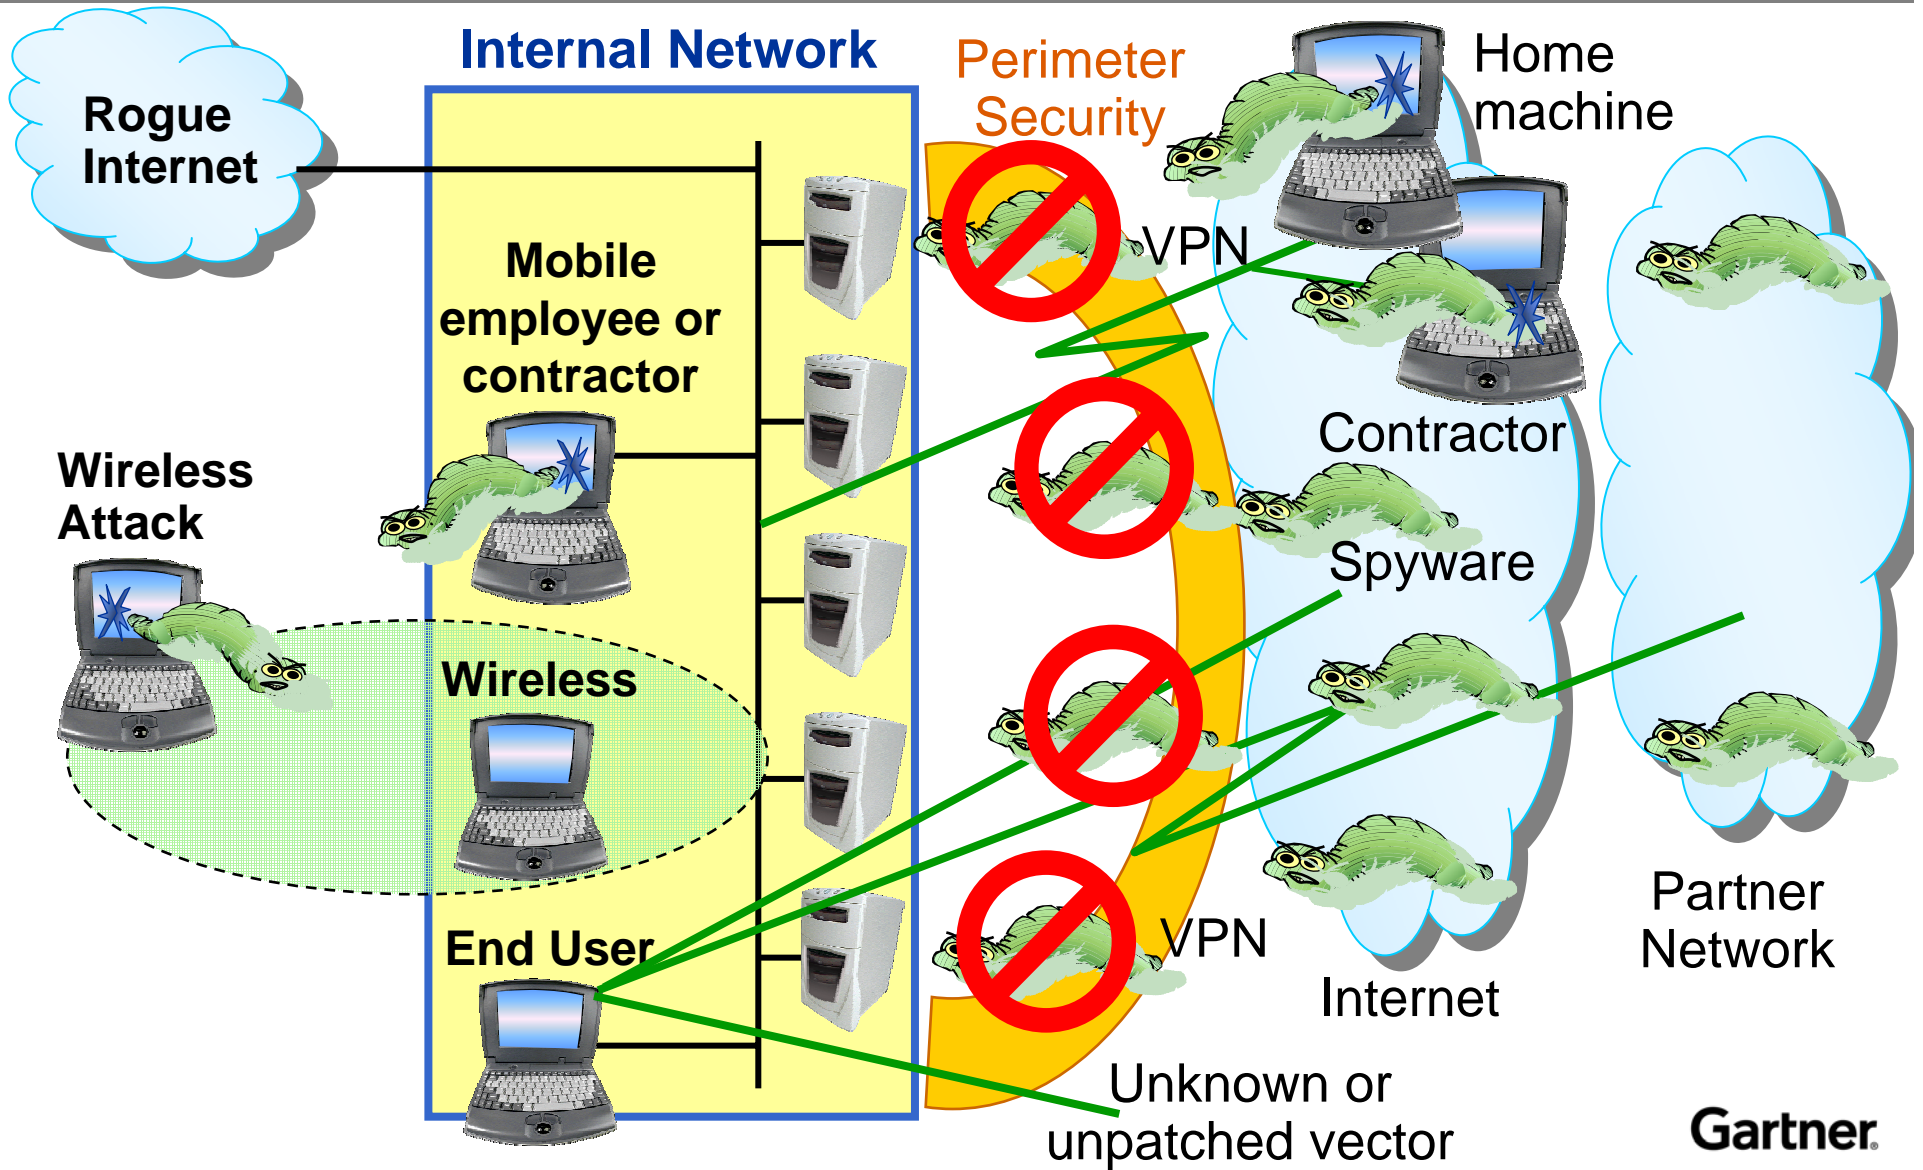 Internal Network
Rogue
Internet
Perimeter
Security
Home
machine
VPN
Mobile
employee or
contractor
Contractor
Wireless
Attack
Spyware
Wireless
End User
VPN
Internet
Partner
Network
Unknown or
unpatched vector
Gartner®